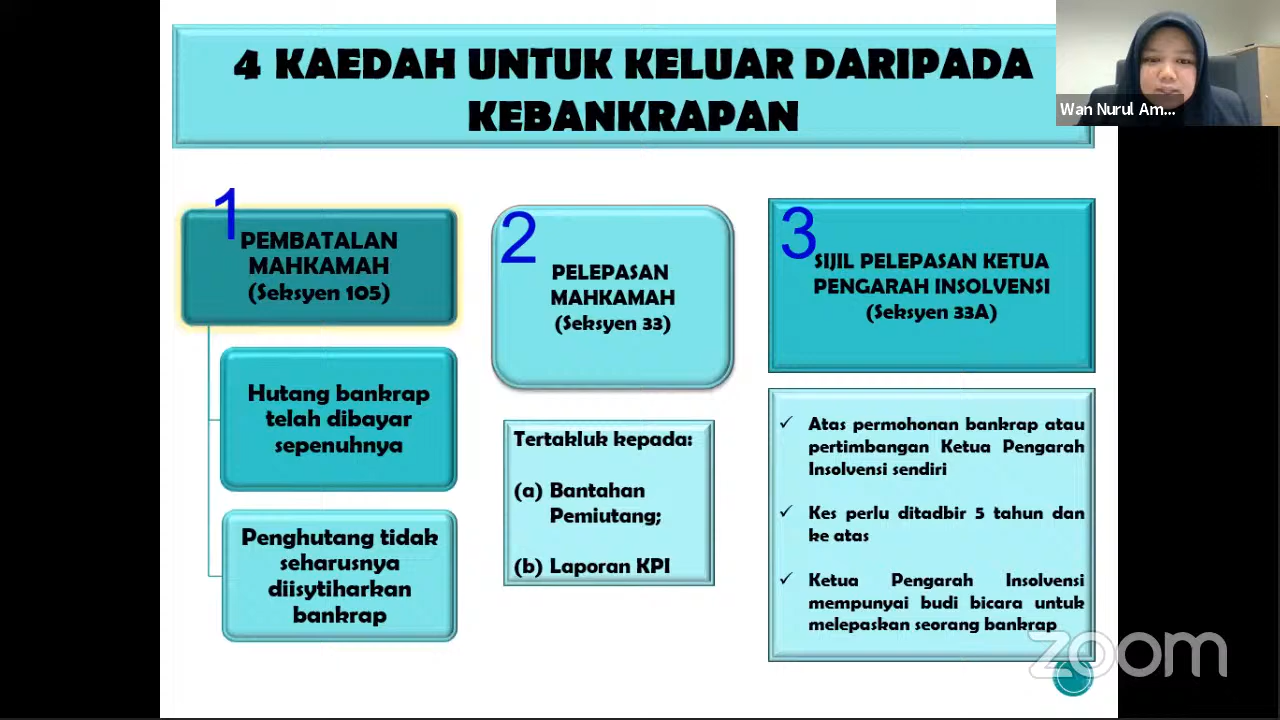 4 KAEDAH UNTUK KELUAR DARIPADA
KEBANKRAPAN
Wan Nurul Am...
1
PEMBATALAN
MAHKAMAH
(Seksyen 105)
Hutang bankrap
telah dibayar
sepenuhnya
Penghutang tidak
seharusnya
diisytiharkan
bankrap
2
PELEPASAN
MAHKAMAH
(Seksyen 33)
Tertakluk kepada:
(a) Bantahan
Pemiutang;
(b) Laporan KPI
3
SIJIL PELEPASAN KETUA
PENGARAH INSOLVENSI
(Seksyen 33A)
✓ Atas permohonan bankrap atau
pertimbangan Ketua Pengarah
Insolvensi sendiri
✓ Kes perlu ditadbir 5 tahun dan
ke atas
✓ Ketua Pengarah Insolvensi
mempunyai budi bicara untuk
melepaskan seorang bankrap
zoom